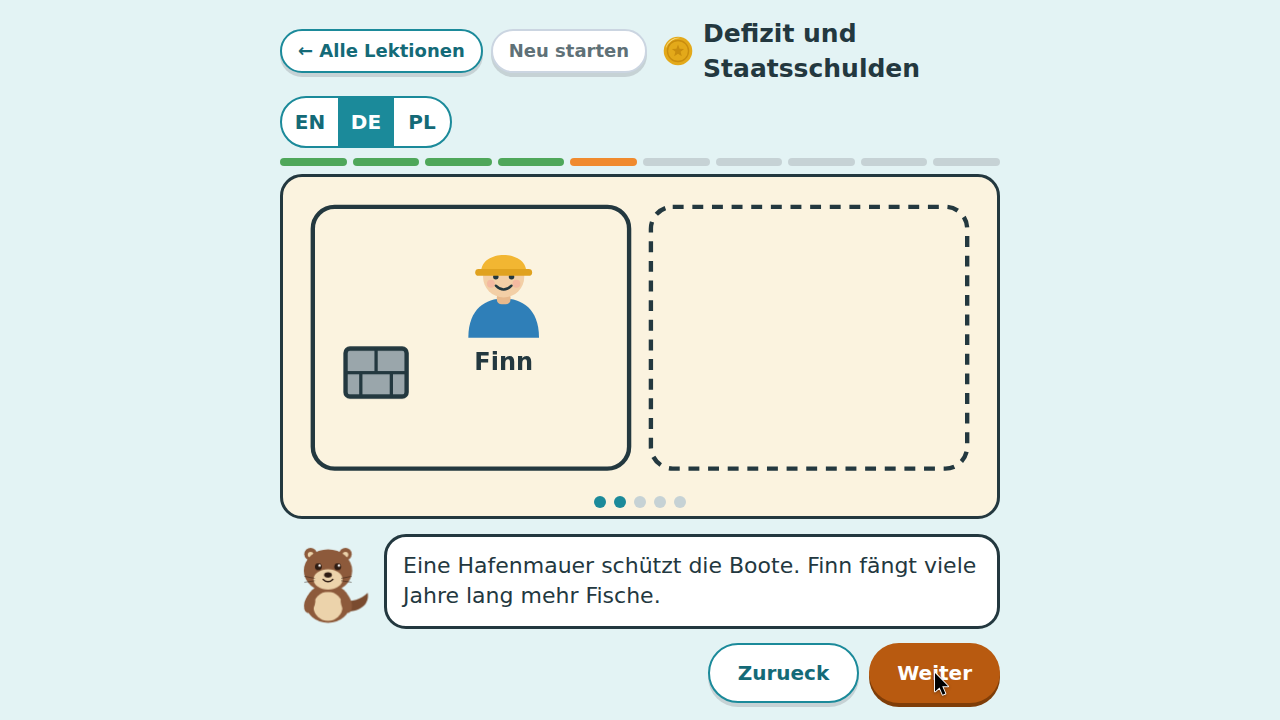 ← Alle Lektionen
Neu starten
Defizit und
Staatsschulden
EN DE PL
Finn
Eine Hafenmauer schützt die Boote. Finn fängt viele
Jahre lang mehr Fische.
Zurueck
Weiter